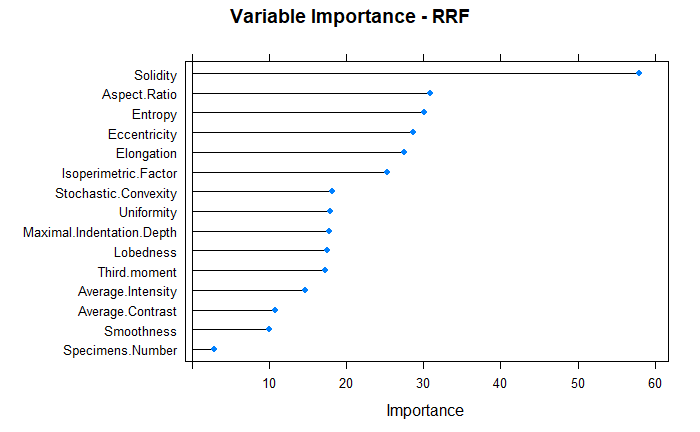 Variable Importance - RRF
Solidity
Aspect.Ratio
Entropy
Eccentricity
Elongation
Isoperimetric.Factor
Stochastic.Convexity
Uniformity
Maximal.Indentation.Depth
Lobedness
Third.moment
Average.Intensity
Average.Contrast
Smoothness
Specimens.Number
10 20 30 40 50 60
Importance